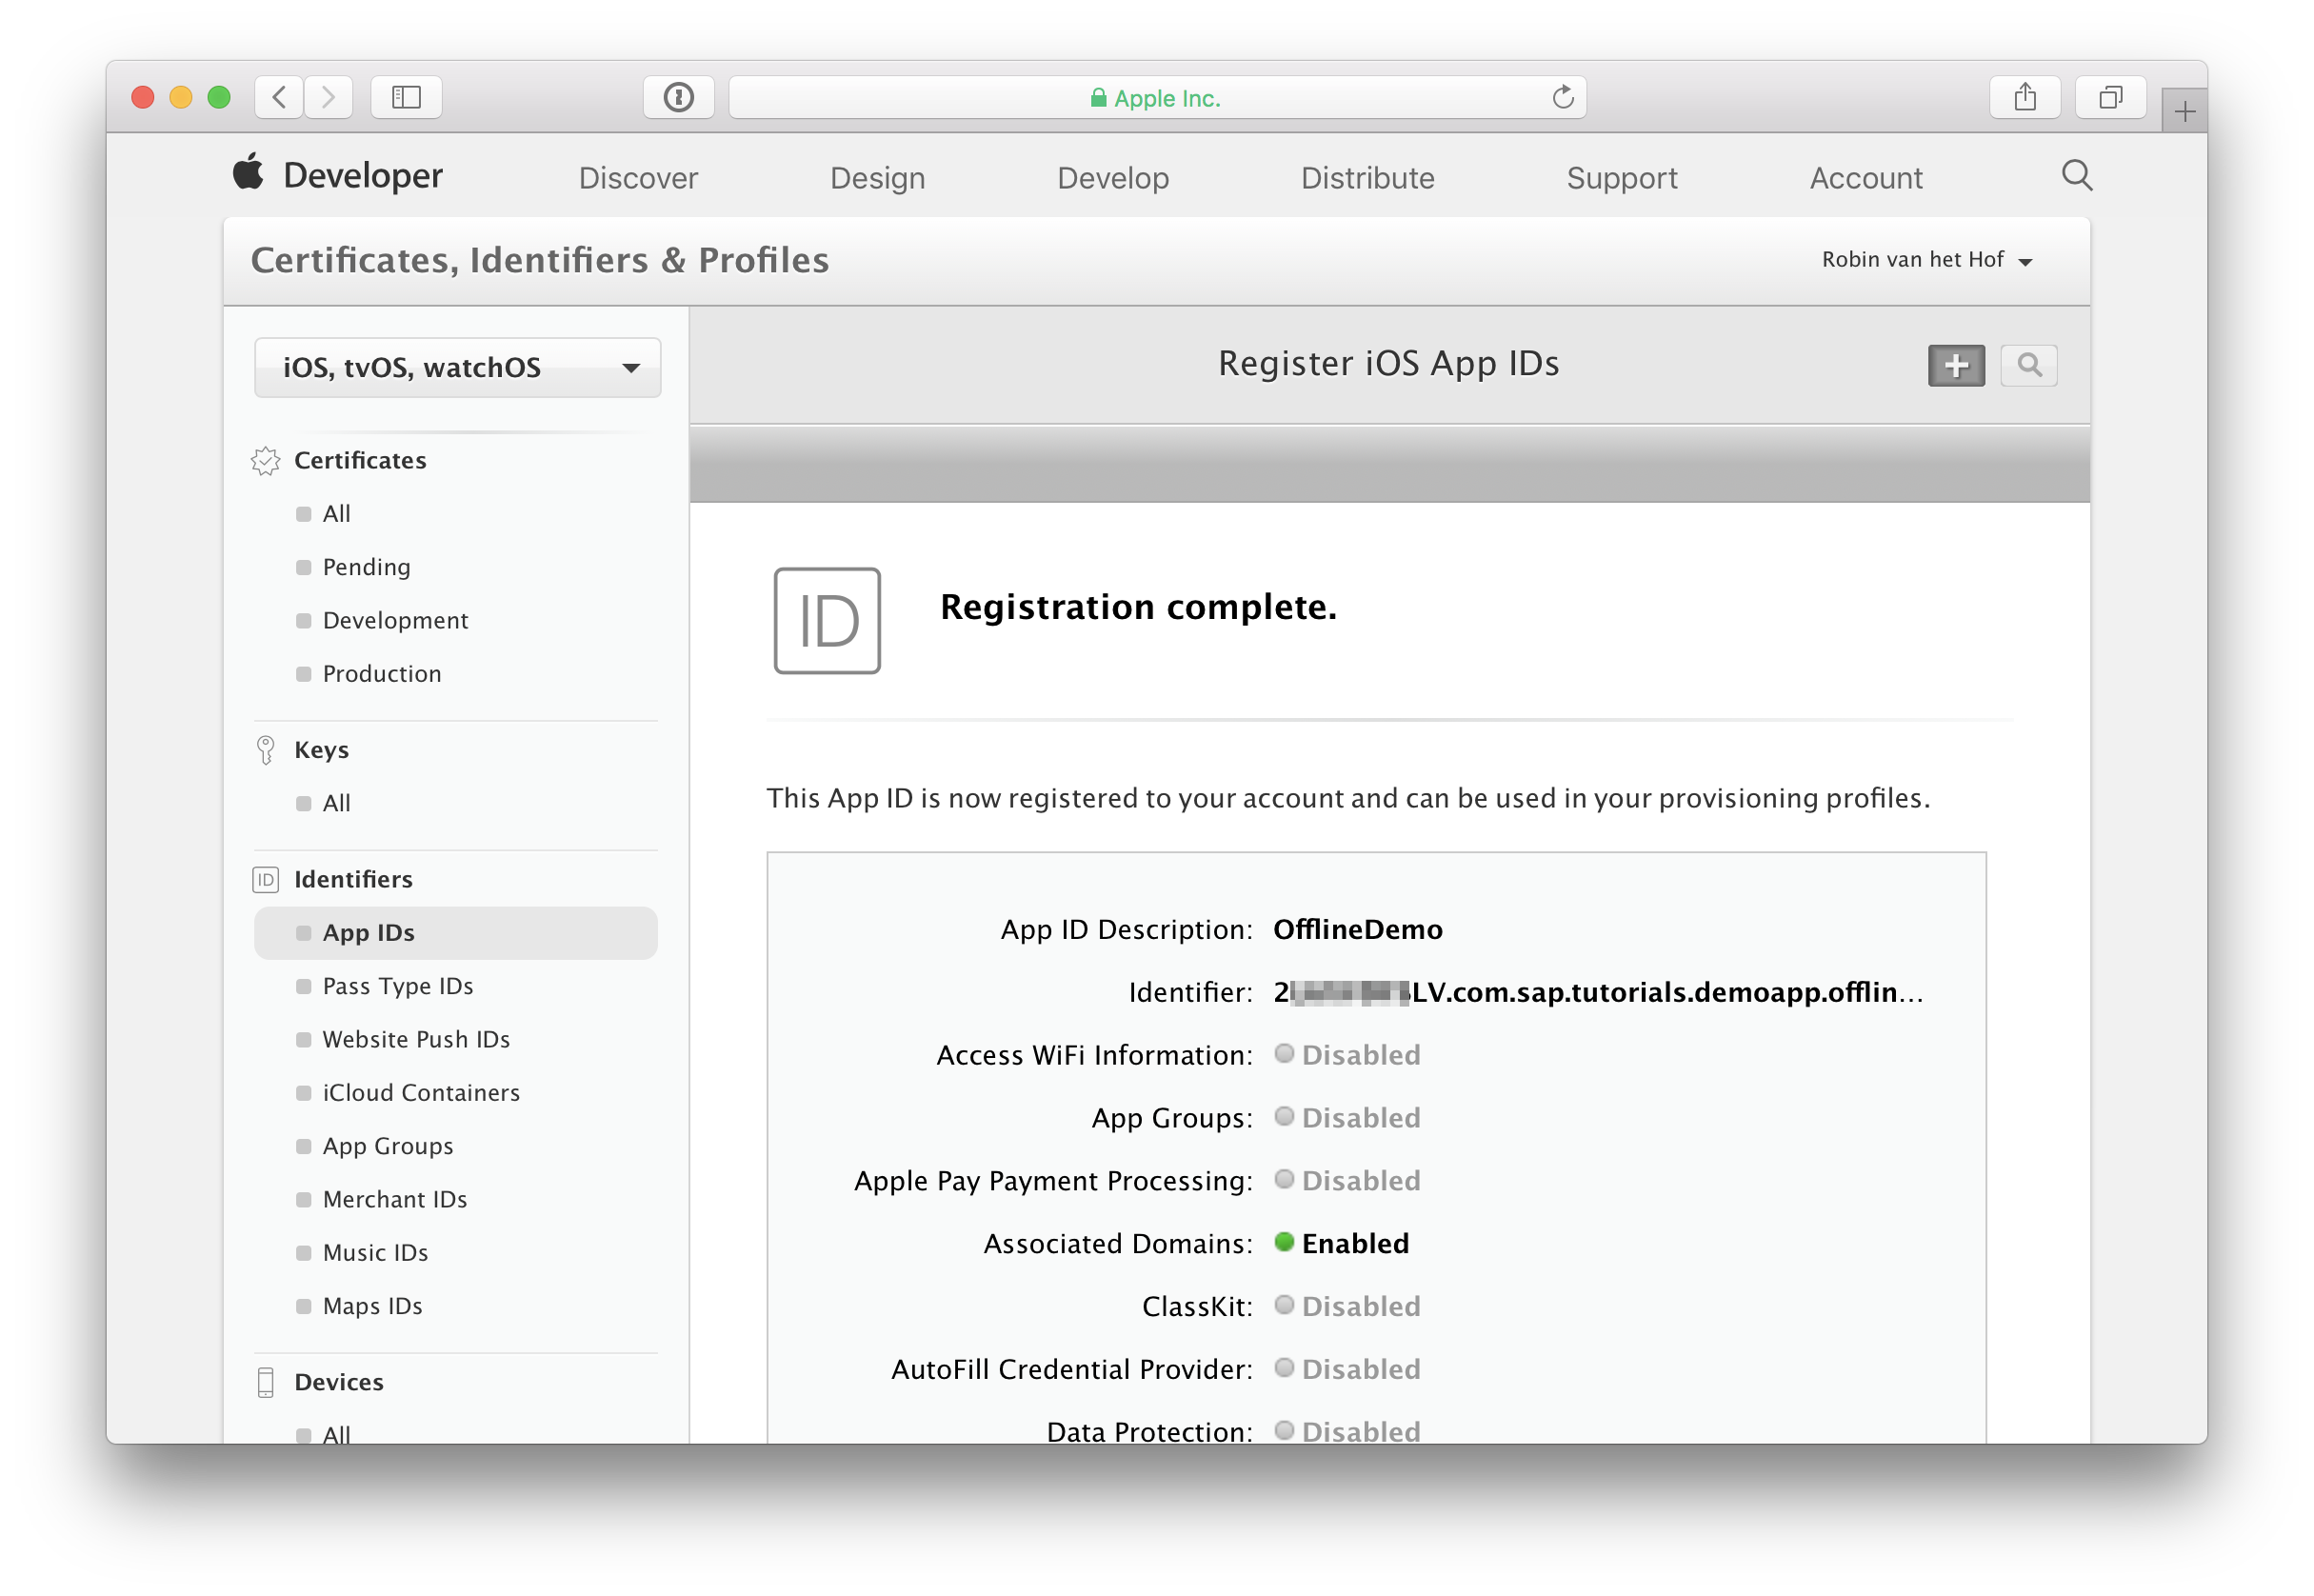 Apple Inc.
Developer
Discover
Design
Develop
Distribute
Support
Account
Certificates, Identifiers & Profiles
Robin van het Hof
iOS, tvOS, watchOS
Certificates
All
Pending
Development
Production
Keys
All
ID Identifiers
App IDs
Pass Type IDs
Website Push IDs
iCloud Containers
App Groups
Merchant IDs
Music IDs
Maps IDs
Devices
All
Register iOS App IDs
ID
Registration complete.
This App ID is now registered to your account and can be used in your provisioning profiles.
App ID Description: OfflineDemo
Identifier: 2 LV.com.sap.tutorials.demoapp.offlin...
Access WiFi Information: Disabled
App Groups: Disabled
Apple Pay Payment Processing: Disabled
Associated Domains: Enabled
ClassKit: Disabled
AutoFill Credential Provider: Disabled
Data Protection: Disabled